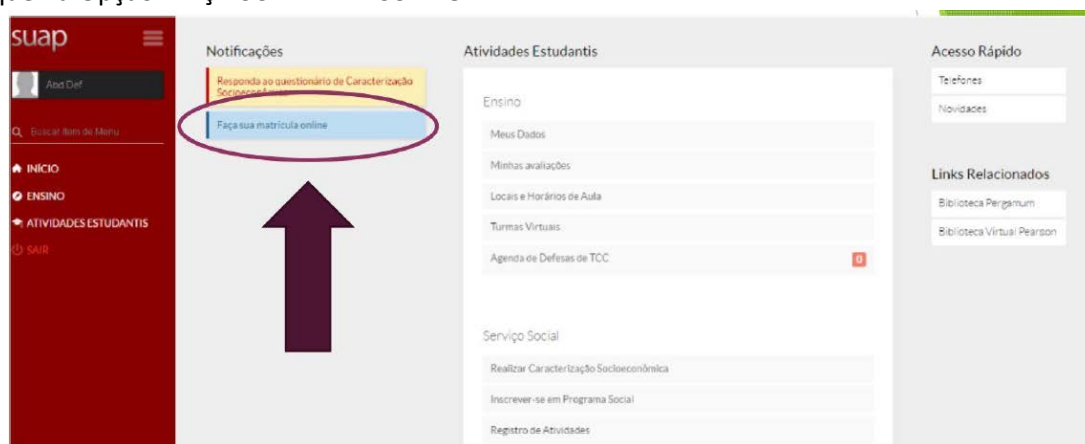 suap
Abd Def
Buscar Item de Menu
INÍCIO
ENSINO
ATIVIDADES ESTUDANTIS
SAIR
Notificações
Responda ao questionário de Caracterização
Faça sua matrícula online
Atividades Estudantis
Ensino
Meus Dados
Minhas avaliações
Locais e Horários de Aula
Turmas Virtuais
Agenda de Defesas de TCC
0
Serviço Social
Realizar Caracterização Socioeconômica
Inscrever-se em Programa Social
Registro de Atividades
Acesso Rápido
Telefones
Novidades
Links Relacionados
Biblioteca Pergamum
Biblioteca Virtual Pearson